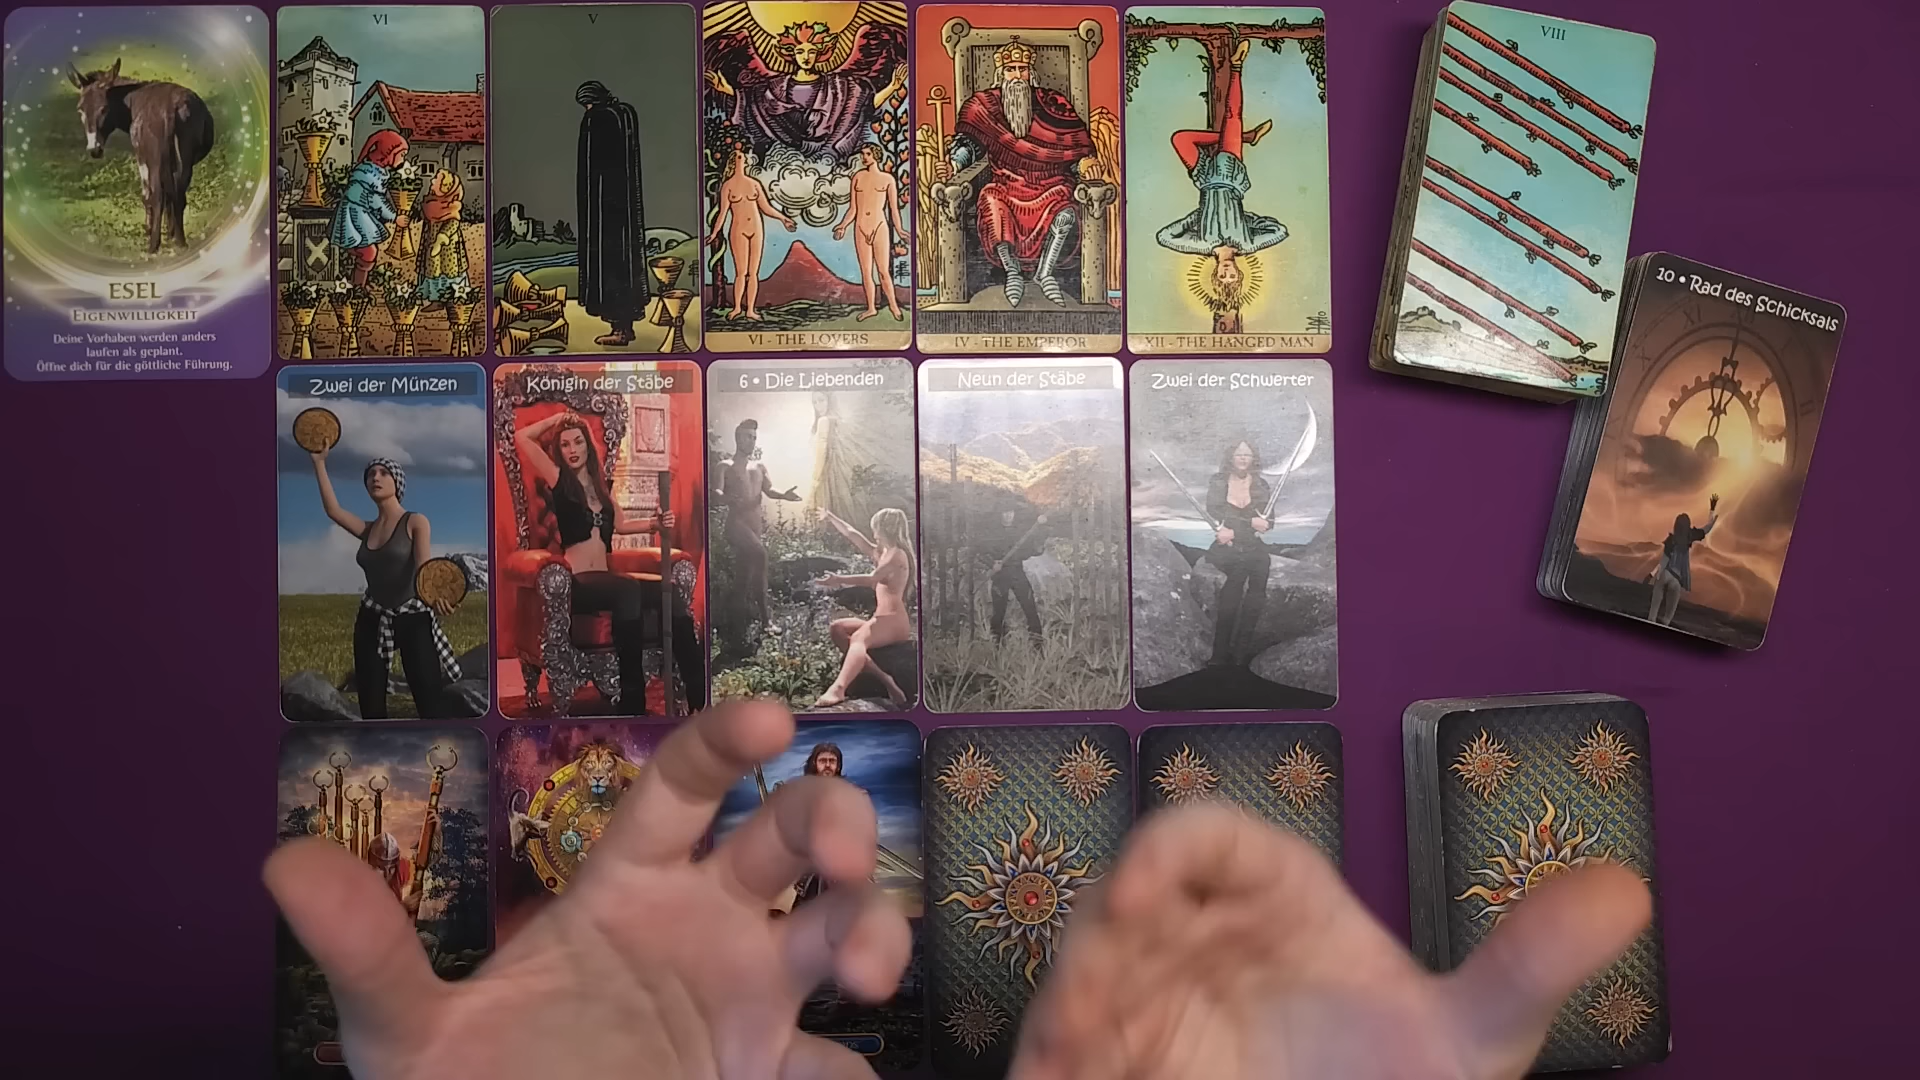 ESEL
EIGENWILLIGKEIT
Deine Vorhaben werden anders
laufen als geplant.
Öffne dich für die göttliche Führung.
VI
V
VI - THE LOVERS
IV - THE EMPEROR
XII - THE HANGED MAN
VIII
10 • Rad des Schicksals
Zwei der Münzen
Königin der Stäbe
6 • Die Liebenden
Neun der Stäbe
Zwei der Schwerter